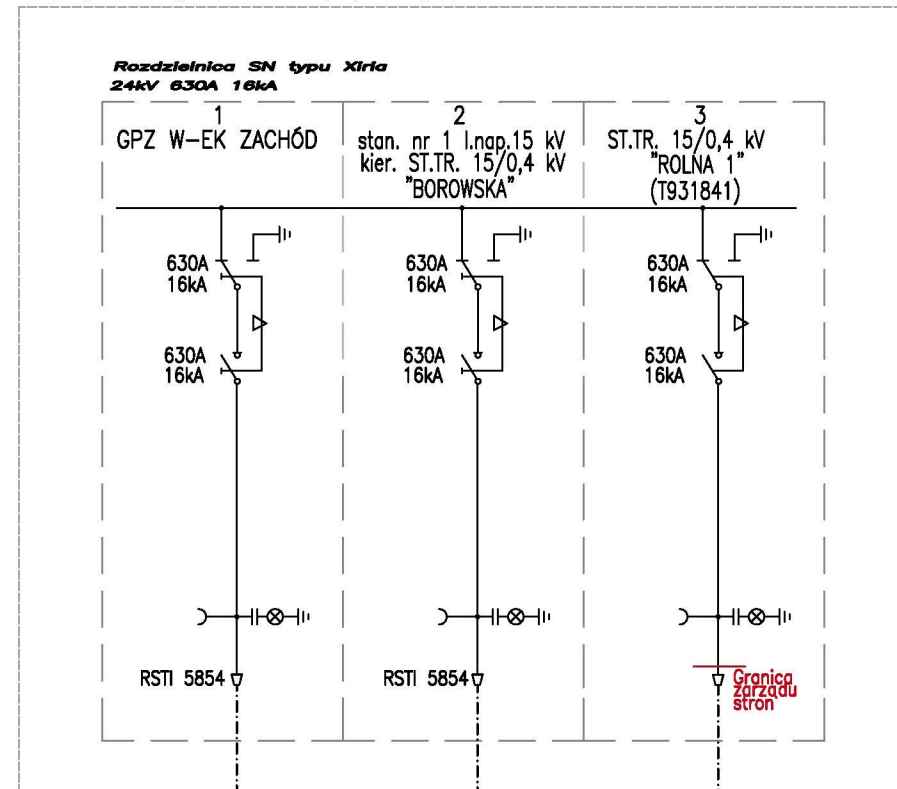 Rozdzielnica SN typu Xiria
24kV 630A 16kA
1
GPZ W-EK ZACHÓD
2
stan. nr 1 l.nap.15 kV
kier. ST.TR. 15/0,4 kV
"BOROWSKA"
3
ST.TR. 15/0,4 kV
"ROLNA 1"
(T931841)
630A
16kA
630A
16kA
630A
16kA
630A
16kA
630A
16kA
630A
16kA
RSTI 5854
RSTI 5854
Granica
zarządu
stron